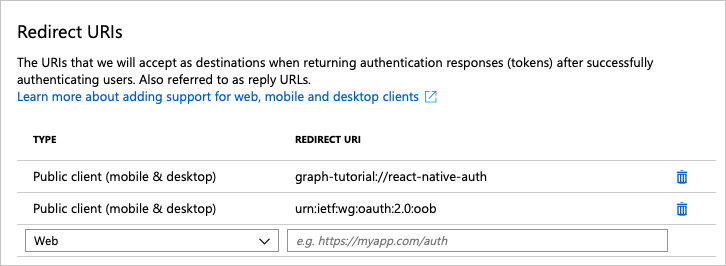 Redirect URIs
The URIs that we will accept as destinations when returning authentication responses (tokens) after successfully
authenticating users. Also referred to as reply URLs.
Learn more about adding support for web, mobile and desktop clients
TYPE REDIRECT URI
Public client (mobile & desktop) graph-tutorial://react-native-auth
Public client (mobile & desktop) urn:ietf:wg:oauth:2.0:oob
Web e.g. https://myapp.com/auth